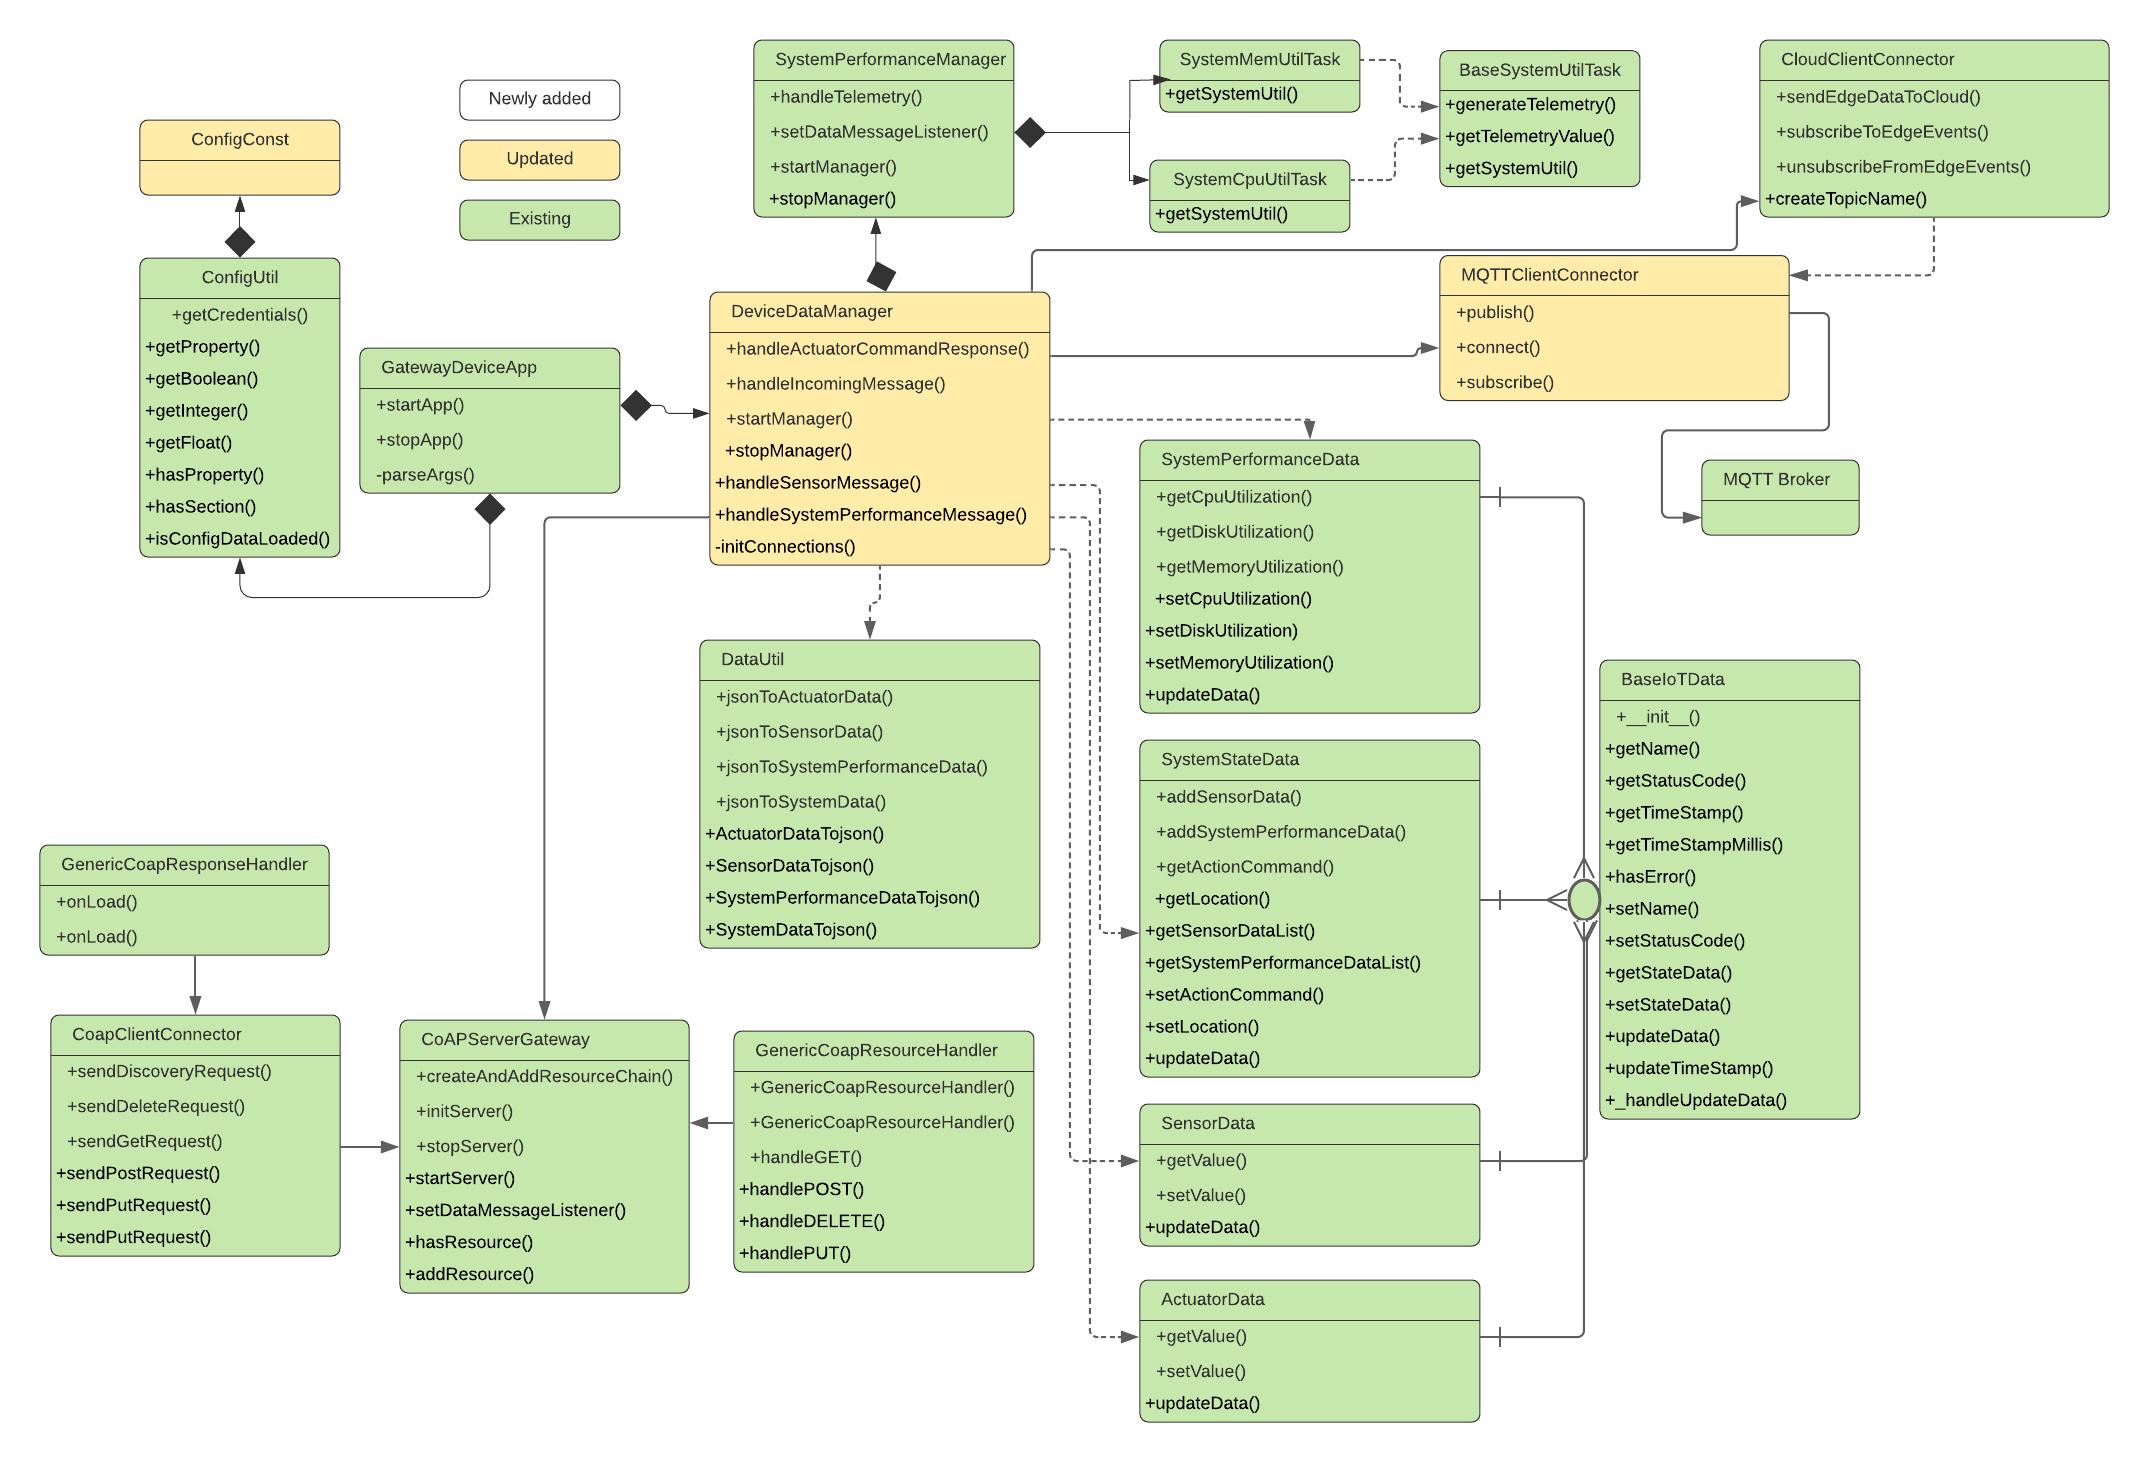 Newly added
Updated
Existing
ConfigConst
ConfigUtil
+getCredentials()
+getProperty()
+getBoolean()
+getInteger()
+getFloat()
+hasProperty()
+hasSection()
+isConfigDataLoaded()
GatewayDeviceApp
+startApp()
+stopApp()
-parseArgs()
SystemPerformanceManager
+handleTelemetry()
+setDataMessageListener()
+startManager()
+stopManager()
SystemMemUtilTask
+getSystemUtil()
SystemCpuUtilTask
+getSystemUtil()
BaseSystemUtilTask
+generateTelemetry()
+getTelemetryValue()
+getSystemUtil()
CloudClientConnector
+sendEdgeDataToCloud()
+subscribeToEdgeEvents()
+unsubscribeFromEdgeEvents()
+createTopicName()
DeviceDataManager
+handleActuatorCommandResponse()
+handleIncomingMessage()
+startManager()
+stopManager()
+handleSensorMessage()
+handleSystemPerformanceMessage()
-initConnections()
MQTTClientConnector
+publish()
+connect()
+subscribe()
MQTT Broker
SystemPerformanceData
+getCpuUtilization()
+getDiskUtilization()
+getMemoryUtilization()
+setCpuUtilization()
+setDiskUtilization)
+setMemoryUtilization()
+updateData()
DataUtil
+jsonToActuatorData()
+jsonToSensorData()
+jsonToSystemPerformanceData()
+jsonToSystemData()
+ActuatorDataTojson()
+SensorDataTojson()
+SystemPerformanceDataTojson()
+SystemDataTojson()
SystemStateData
+addSensorData()
+addSystemPerformanceData()
+getActionCommand()
+getLocation()
+getSensorDataList()
+getSystemPerformanceDataList()
+setActionCommand()
+setLocation()
+updateData()
BaseIoTData
+__init__()
+getName()
+getStatusCode()
+getTimeStamp()
+getTimeStampMillis()
+hasError()
+setName()
+setStatusCode()
+getStateData()
+setStateData()
+updateData()
+updateTimeStamp()
+_handleUpdateData()
GenericCoapResponseHandler
+onLoad()
+onLoad()
CoapClientConnector
+sendDiscoveryRequest()
+sendDeleteRequest()
+sendGetRequest()
+sendPostRequest()
+sendPutRequest()
+sendPutRequest()
CoAPServerGateway
+createAndAddResourceChain()
+initServer()
+stopServer()
+startServer()
+setDataMessageListener()
+hasResource()
+addResource()
GenericCoapResourceHandler
+GenericCoapResourceHandler()
+GenericCoapResourceHandler()
+handleGET()
+handlePOST()
+handleDELETE()
+handlePUT()
SensorData
+getValue()
+setValue()
+updateData()
ActuatorData
+getValue()
+setValue()
+updateData()